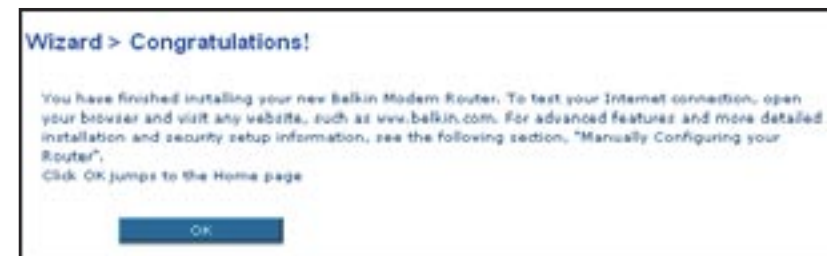 Wizard > Congratulations!
You have finished installing your new Belkin Modem Router. To test your Internet connection, open
your browser and visit any website, such as www.belkin.com. For advanced features and more detailed
installation and security setup information, see the following section, "Manually Configuring your
Router".
Click OK jumps to the Home page
OK